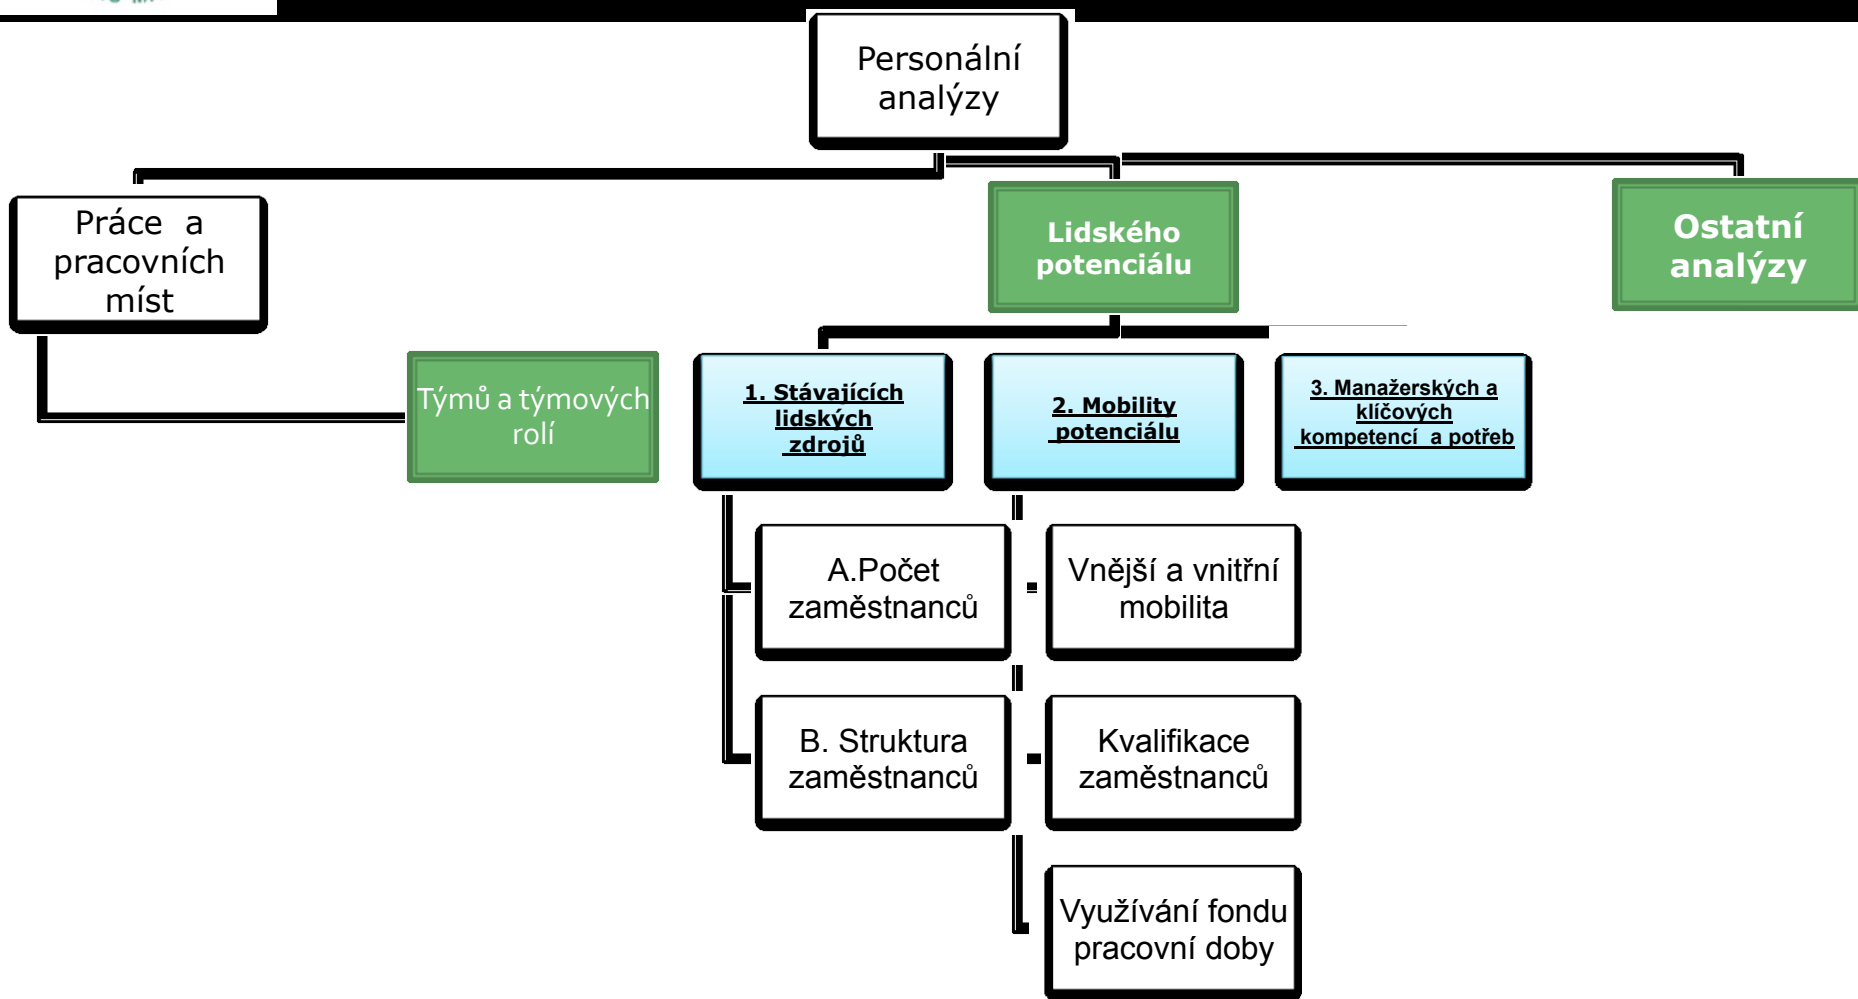 Personální
analýzy
Práce a
pracovních
míst
Lidského
potenciálu
Ostatní
analýzy
Týmů a týmových
rolí
1. Stávajících
lidských
zdrojů
2. Mobility
potenciálu
3. Manažerských a
klíčových
kompetencí a potřeb
A.Počet
zaměstnanců
Vnější a vnitřní
mobilita
B. Struktura
zaměstnanců
Kvalifikace
zaměstnanců
Využívání fondu
pracovní doby